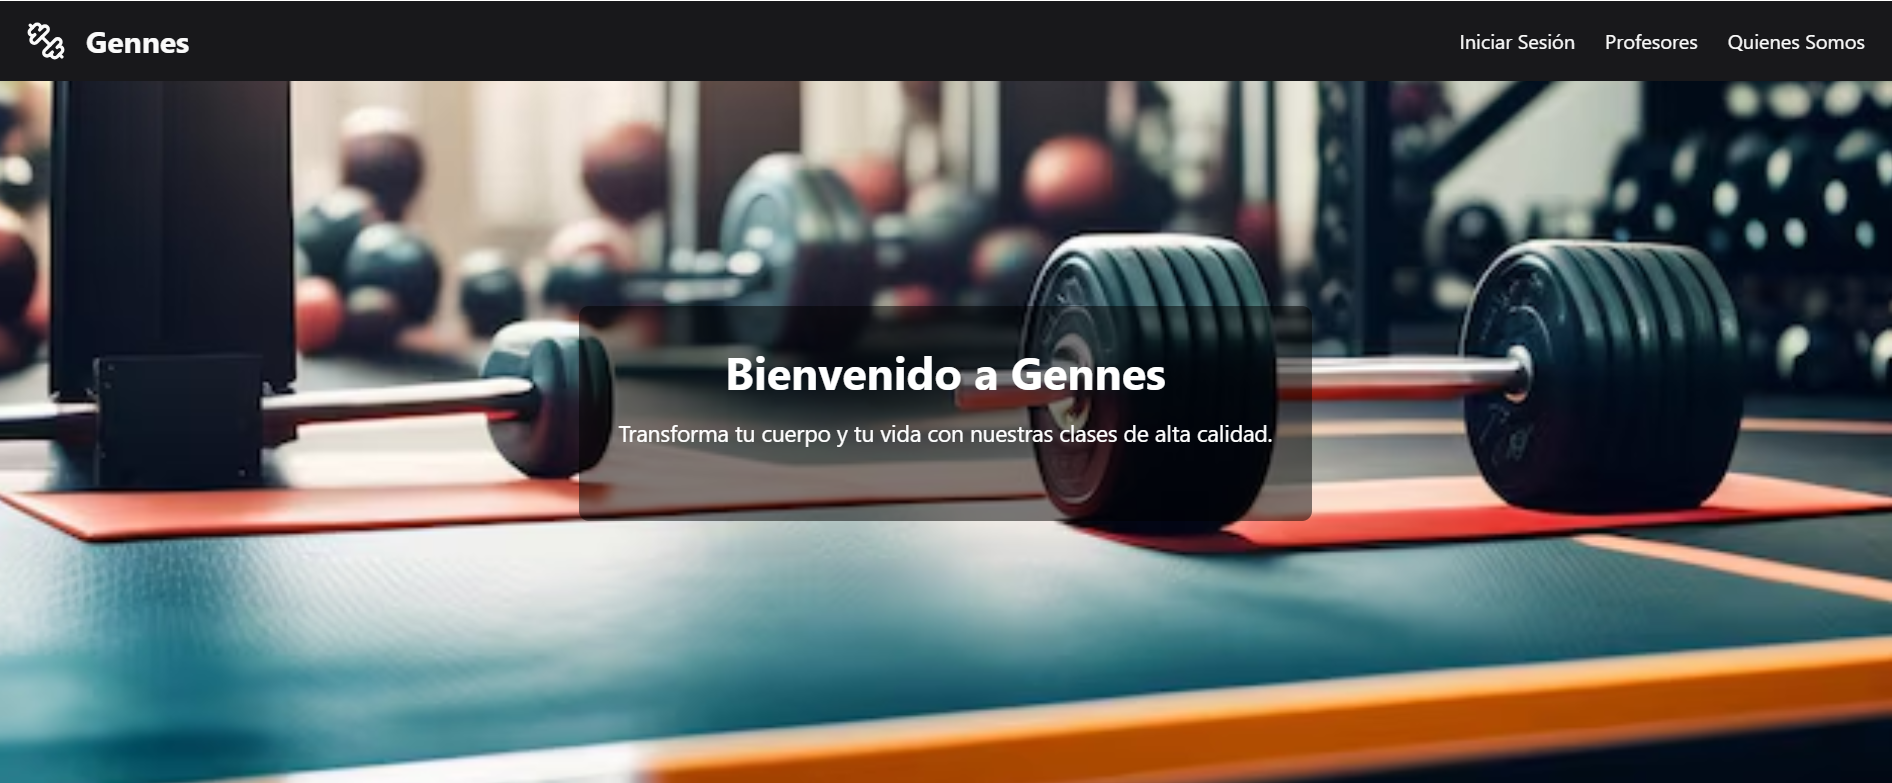 Gennes
Iniciar Sesión
Profesores
Quienes Somos
Bienvenido a Gennes
Transforma tu cuerpo y tu vida con nuestras clases de alta calidad.